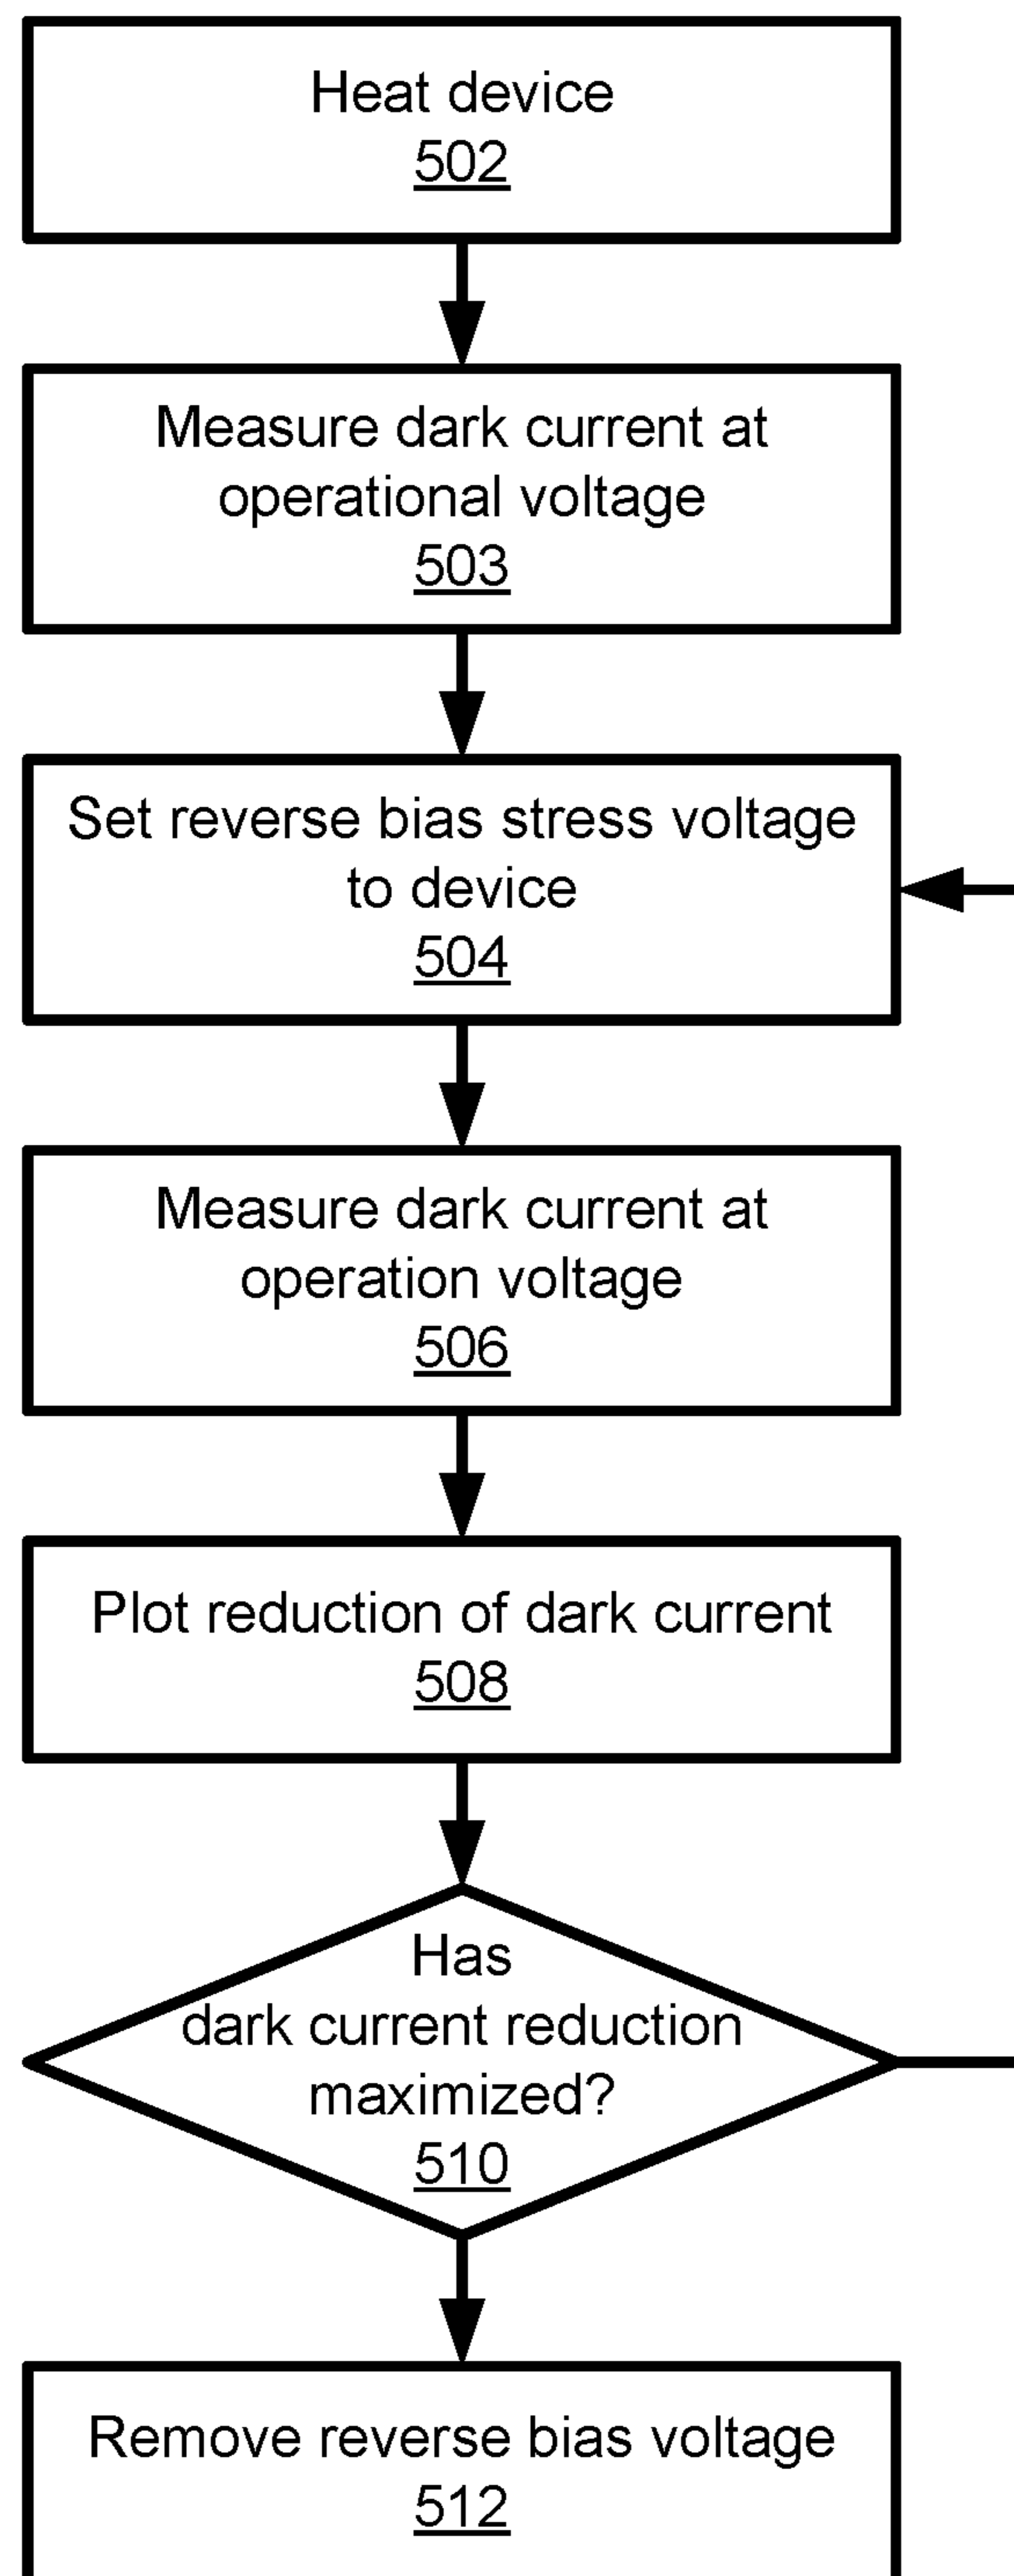 Heat device
502
Measure dark current at
operational voltage
503
Set reverse bias stress voltage
to device
504
Measure dark current at
operation voltage
506
Plot reduction of dark current
508
Has
dark current reduction
maximized?
510
Remove reverse bias voltage
512